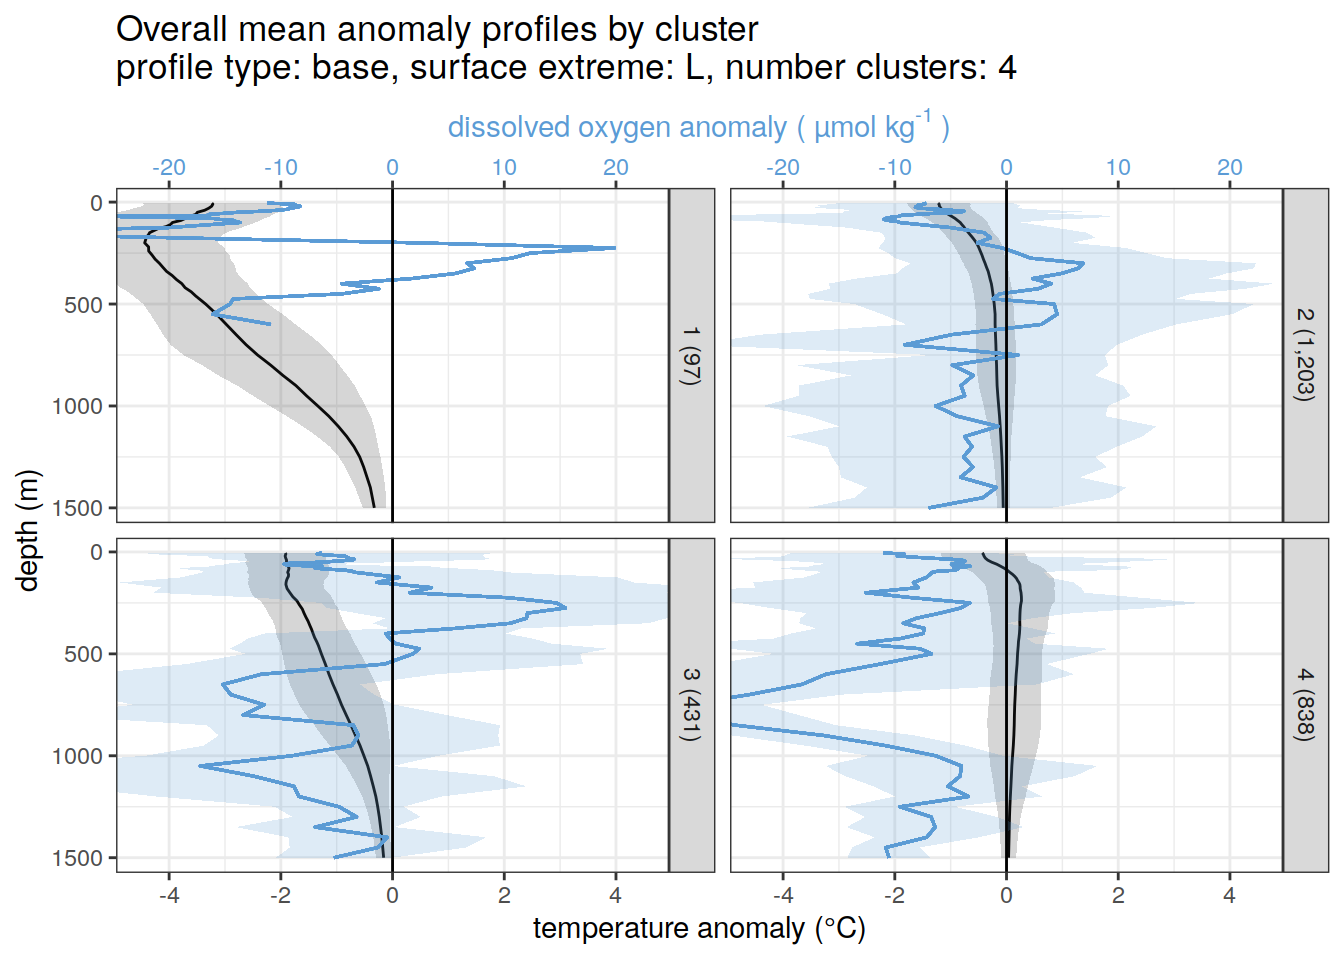 Overall mean anomaly profiles by cluster
profile type: base, surface extreme: L, number clusters: 4
dissolved oxygen anomaly ( µmol kg⁻¹ )
-20 -10 0 10 20
-20 -10 0 10 20
0
500
1000
1500
1 (97)
2 (1,203)
depth (m)
0
500
1000
1500
3 (431)
4 (838)
-4 -2 0 2 4
-4 -2 0 2 4
temperature anomaly (°C)